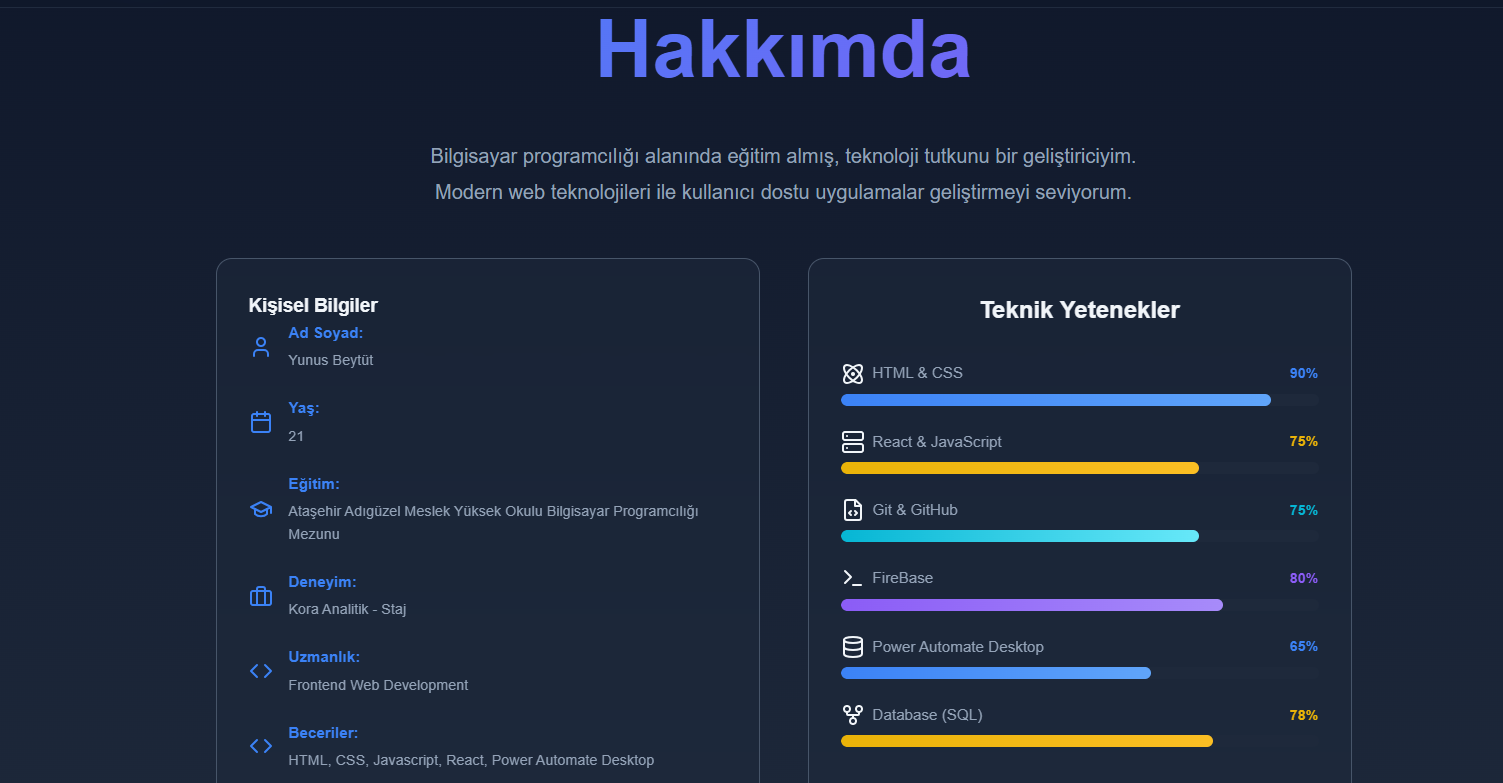 Hakkımda
Bilgisayar programcılığı alanında eğitim almış, teknoloji tutkunu bir geliştiriciyim.
Modern web teknolojileri ile kullanıcı dostu uygulamalar geliştirmeyi seviyorum.
Kişisel Bilgiler
Ad Soyad:
Yunus Beytüt
Yaş:
21
Eğitim:
Ataşehir Adıgüzel Meslek Yüksek Okulu Bilgisayar Programcılığı
Mezunu
Deneyim:
Kora Analitik - Staj
Uzmanlık:
Frontend Web Development
Beceriler:
HTML, CSS, Javascript, React, Power Automate Desktop
Teknik Yetenekler
HTML & CSS 90%
React & JavaScript 75%
Git & GitHub 75%
FireBase 80%
Power Automate Desktop 65%
Database (SQL) 78%